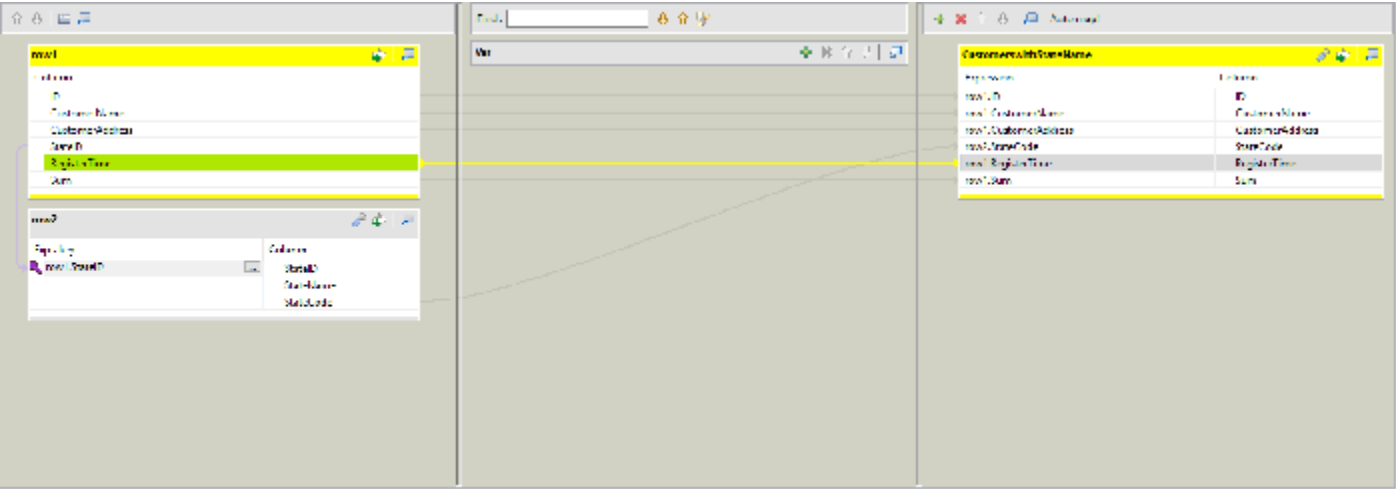 Find:
Auto map!
row1
Column
ID
CustomerName
CustomerAddress
StateID
RegisterTime
Sum
row2
Expr. key
Column
row1.StateID
...
StateID
StateName
StateCode
Var
CustomerswithStateName
Expression
Column
row1.ID
ID
row1.CustomerName
CustomerName
row1.CustomerAddress
CustomerAddress
row2.StateCode
StateCode
row1.RegisterTime
RegisterTime
row1.Sum
Sum